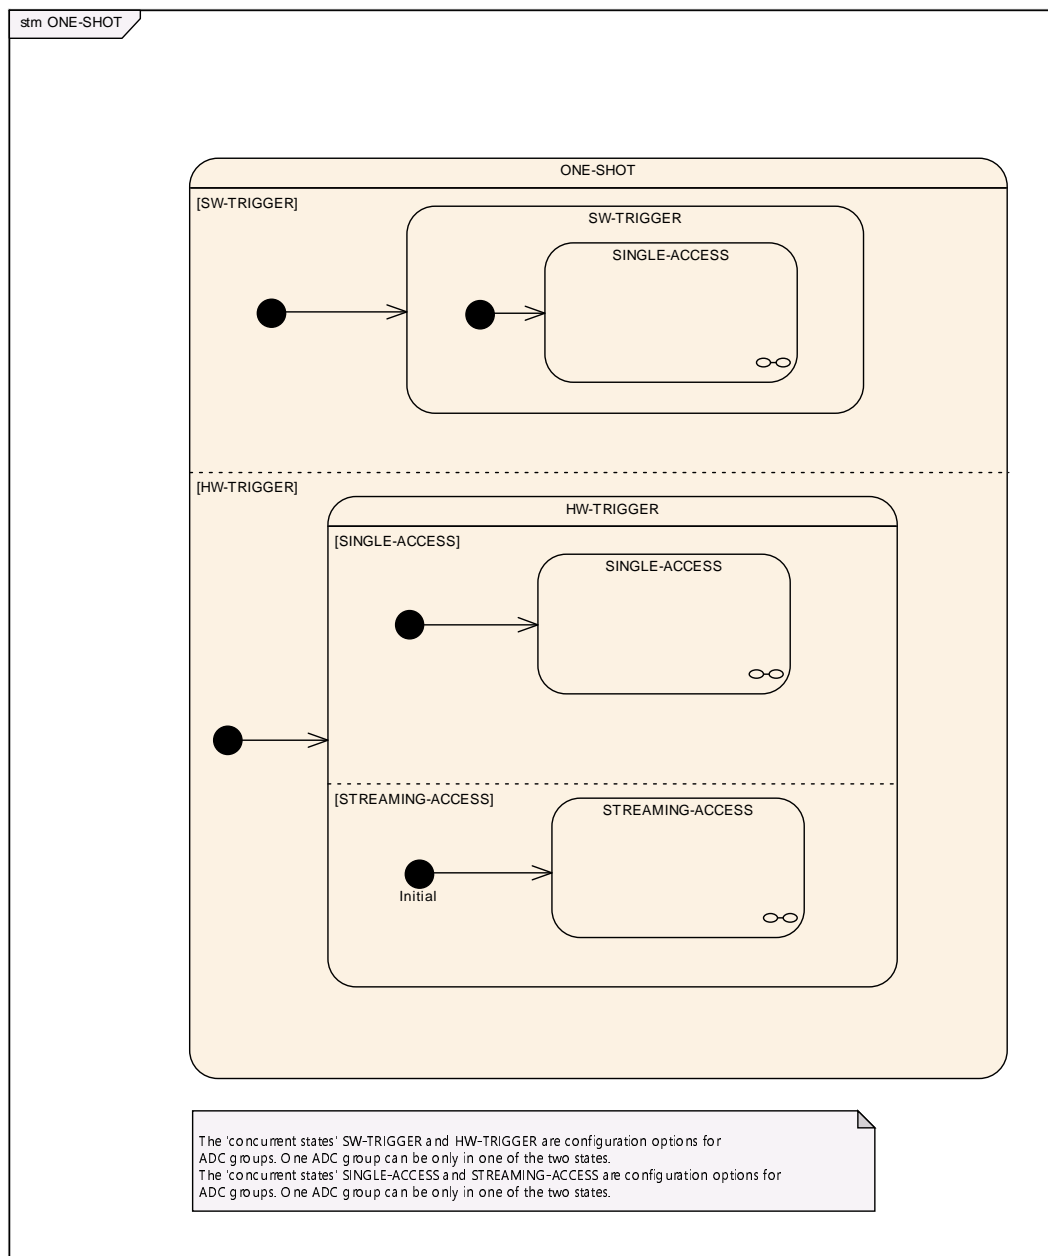 stm ONE-SHOT
ONE-SHOT
[SW-TRIGGER]
SW-TRIGGER
SINGLE-ACCESS
[HW-TRIGGER]
HW-TRIGGER
[SINGLE-ACCESS]
SINGLE-ACCESS
[STREAMING-ACCESS]
STREAMING-ACCESS
Initial
The 'concurrent states' SW-TRIGGER and HW-TRIGGER are configuration options for
ADC groups. One ADC group can be only in one of the two states.
The 'concurrent states' SINGLE-ACCESS and STREAMING-ACCESS are configuration options for
ADC groups. One ADC group can be only in one of the two states.